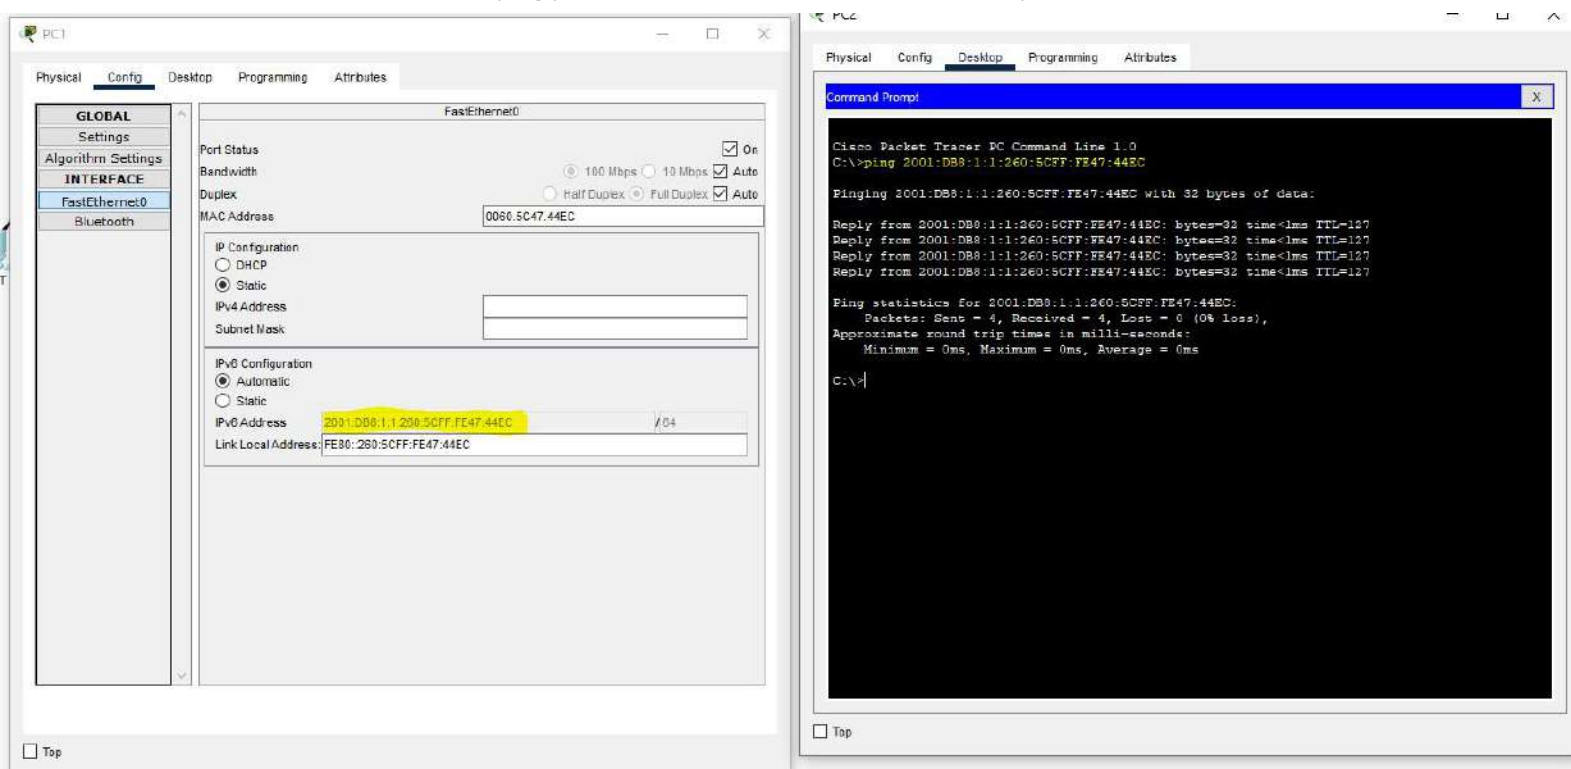 PC1
Physical Config Desktop Programming Attributes
GLOBAL
Settings
Algorithm Settings
INTERFACE
FastEthernet0
Bluetooth
FastEthernet0
Port Status On
Bandwidth 100 Mbps 10 Mbps Auto
Duplex Half Duplex Full Duplex Auto
MAC Address 0060.5C47.44EC
IP Configuration
DHCP
Static
IPv4 Address
Subnet Mask
IPv6 Configuration
Automatic
Static
IPv6 Address 2001:DB8:1:1:260:5CFF:FE47:44EC / 64
Link Local Address: FE80::260:5CFF:FE47:44EC
Top
PC2
Physical Config Desktop Programming Attributes
Command Prompt X
Cisco Packet Tracer PC Command Line 1.0
C:\>ping 2001:DB8:1:1:260:5CFF:FE47:44EC
Pinging 2001:DB8:1:1:260:5CFF:FE47:44EC with 32 bytes of data:
Reply from 2001:DB8:1:1:260:5CFF:FE47:44EC: bytes=32 time<1ms TTL=127
Reply from 2001:DB8:1:1:260:5CFF:FE47:44EC: bytes=32 time<1ms TTL=127
Reply from 2001:DB8:1:1:260:5CFF:FE47:44EC: bytes=32 time<1ms TTL=127
Reply from 2001:DB8:1:1:260:5CFF:FE47:44EC: bytes=32 time<1ms TTL=127
Ping statistics for 2001:DB8:1:1:260:5CFF:FE47:44EC:
Packets: Sent = 4, Received = 4, Lost = 0 (0% loss),
Approximate round trip times in milli-seconds:
Minimum = 0ms, Maximum = 0ms, Average = 0ms
C:\>
Top